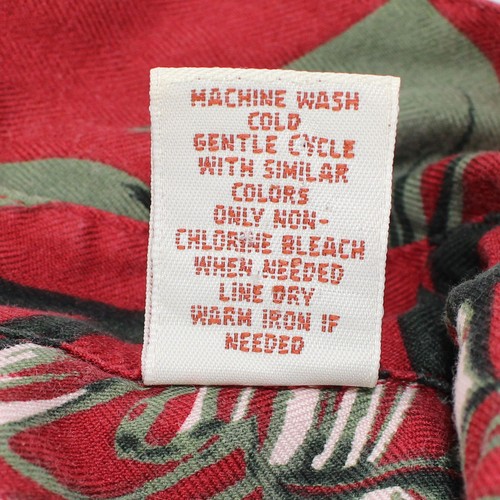 MACHINE WASH
COLD
GENTLE CYCLE
WITH SIMILAR
COLORS
ONLY NON-
CHLORINE BLEACH
WHEN NEEDED
LINE DRY
WARM IRON IF
NEEDED